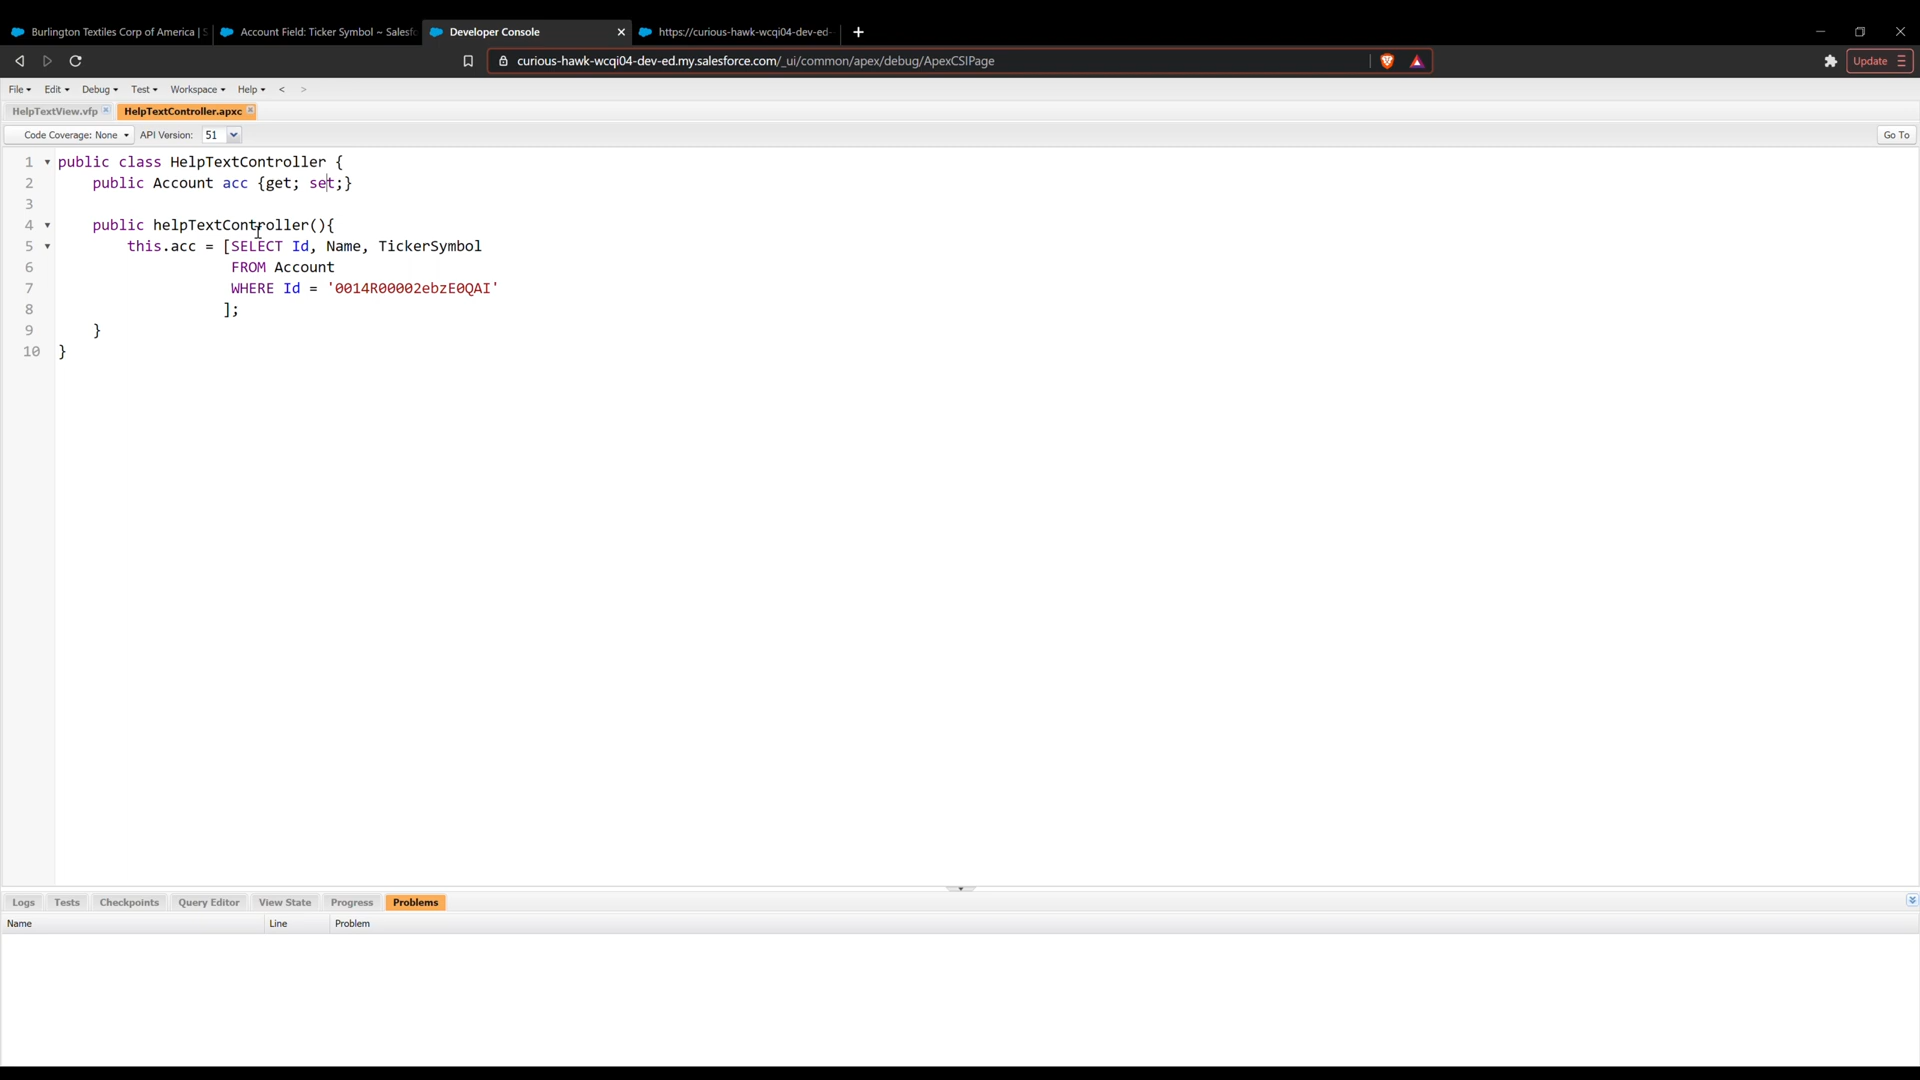 Burlington Textiles Corp of America |
Account Field: Ticker Symbol ~ Salesfo
Developer Console
https://curious-hawk-wcqi04-dev-ed-
curious-hawk-wcqi04-dev-ed.my.salesforce.com/_ui/common/apex/debug/ApexCSIPage
Update
File Edit Debug Test Workspace Help < >
HelpTextView.vfp HelpTextController.apxc
Code Coverage: None API Version: 51 Go To
1 public class HelpTextController {
2 public Account acc {get; set;}
3
4 public helpTextController(){
5 this.acc = [SELECT Id, Name, TickerSymbol
6 FROM Account
7 WHERE Id = '0014R00002ebzE0QAI'
8 ];
9 }
10 }
Logs Tests Checkpoints Query Editor View State Progress Problems
Name Line Problem